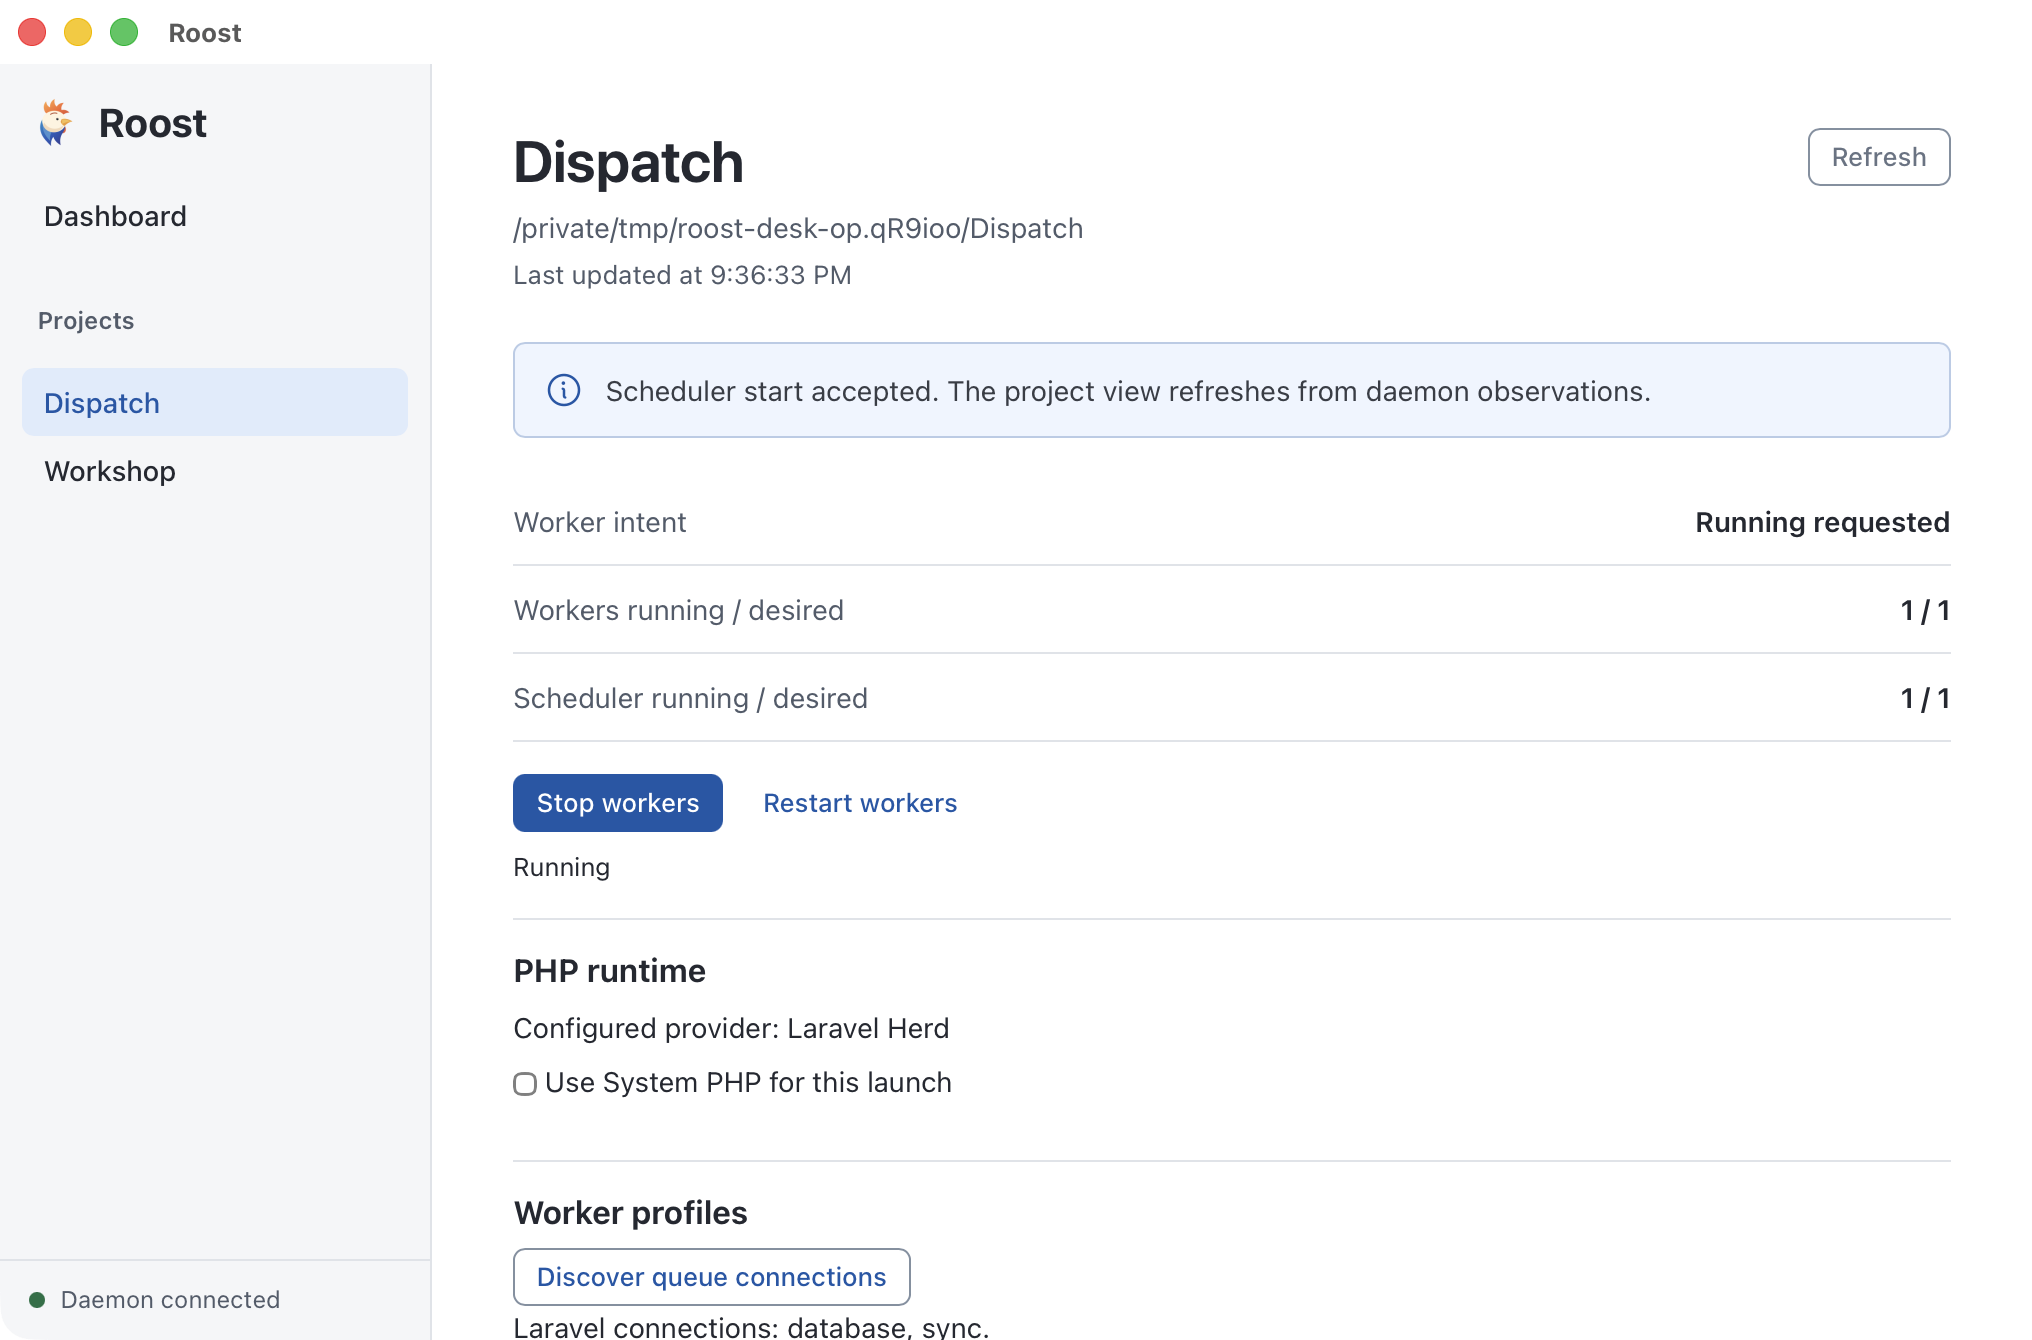 Roost
Roost
Dashboard
Projects
Dispatch
Workshop
Daemon connected
Dispatch
Refresh
/private/tmp/roost-desk-op.qR9ioo/Dispatch
Last updated at 9:36:33 PM
Scheduler start accepted. The project view refreshes from daemon observations.
Worker intent Running requested
Workers running / desired 1 / 1
Scheduler running / desired 1 / 1
Stop workers Restart workers
Running
PHP runtime
Configured provider: Laravel Herd
Use System PHP for this launch
Worker profiles
Discover queue connections
Laravel connections: database, sync.